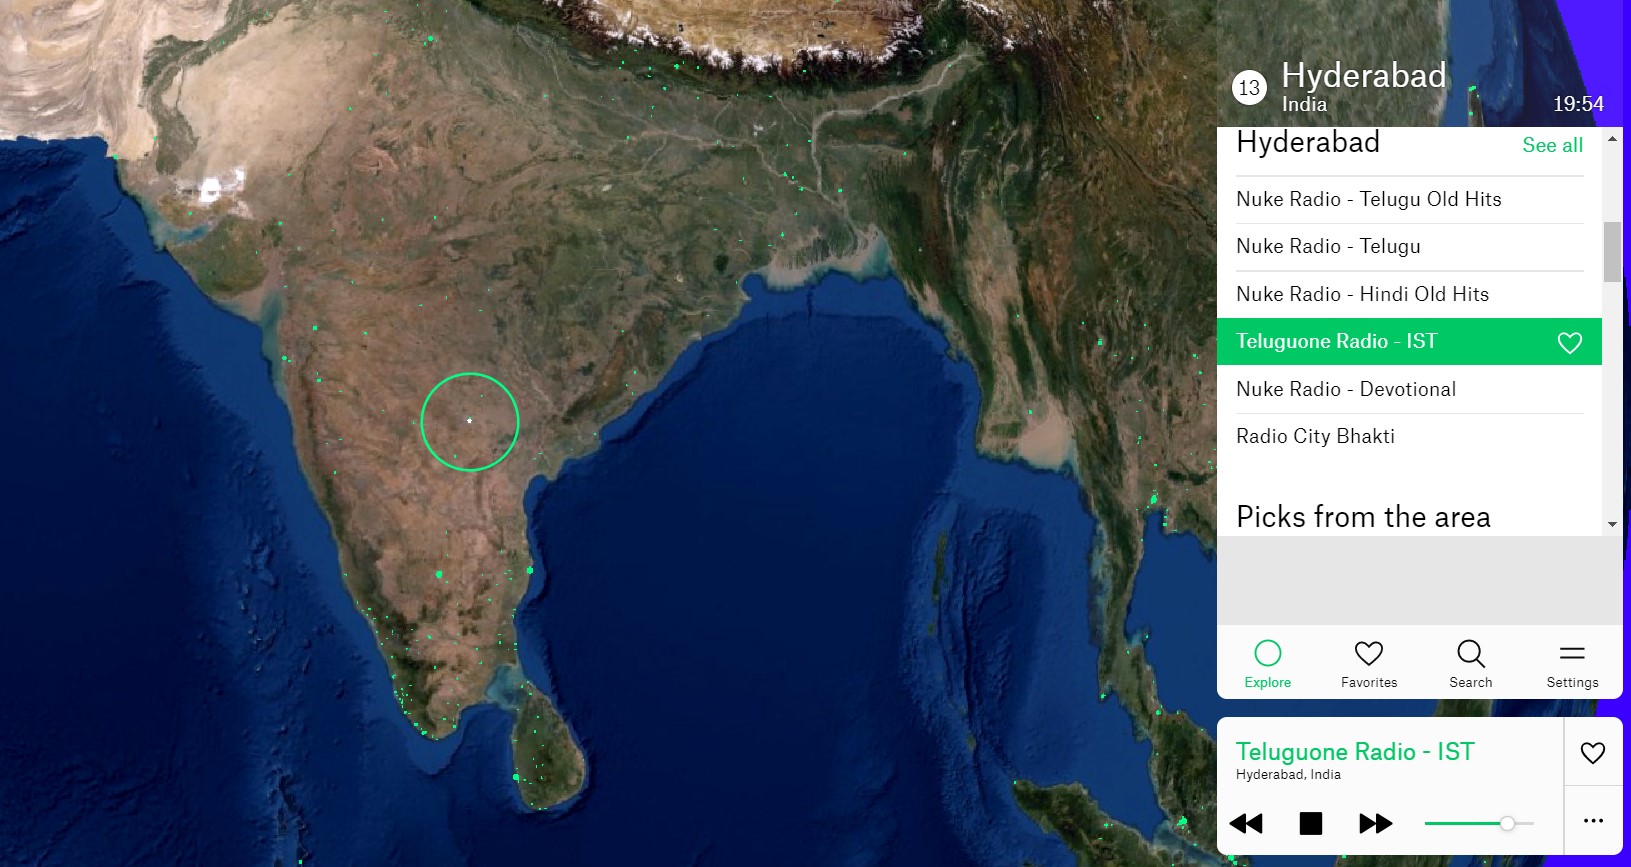 13
Hyderabad
India
19:54
Hyderabad
See all
Nuke Radio - Telugu Old Hits
Nuke Radio - Telugu
Nuke Radio - Hindi Old Hits
Teluguone Radio - IST
Nuke Radio - Devotional
Radio City Bhakti
Picks from the area
Explore
Favorites
Search
Settings
Teluguone Radio - IST
Hyderabad, India